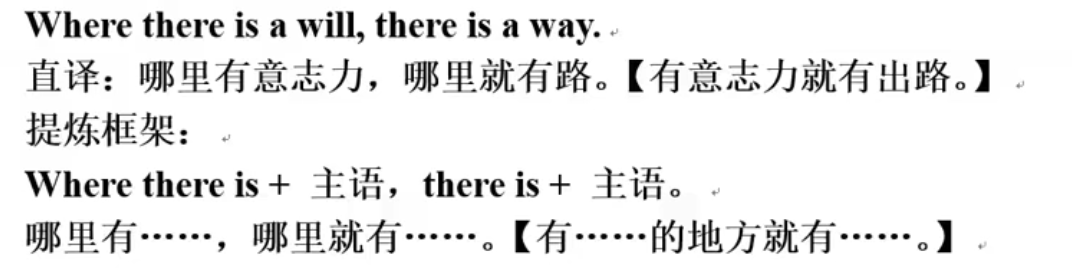 Where there is a will, there is a way.
直译：哪里有意志力，哪里就有路。【有意志力就有出路。】
提炼框架：
Where there is + 主语，there is + 主语。
哪里有……，哪里就有……。【有……的地方就有……。】